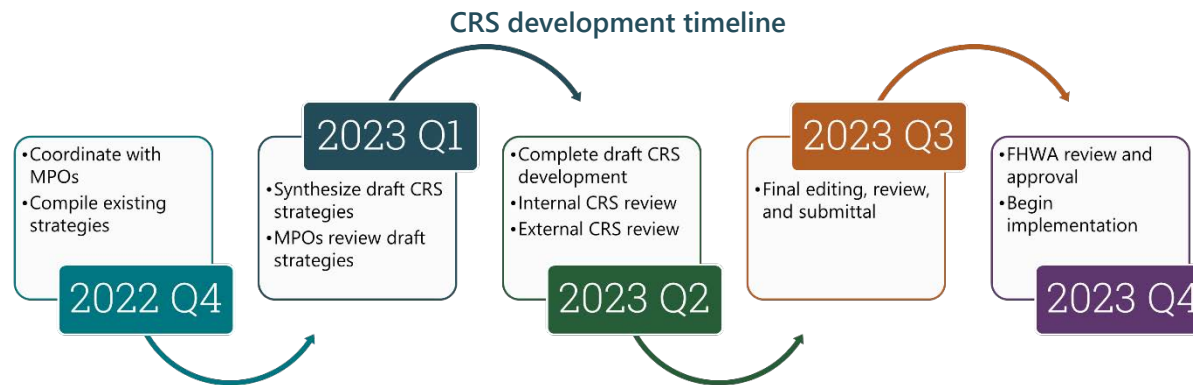 CRS development timeline
•Coordinate with
MPOs
•Compile existing
strategies
2022 Q4
2023 Q1
•Synthesize draft CRS
strategies
•MPOs review draft
strategies
•Complete draft CRS
development
•Internal CRS review
•External CRS review
2023 Q2
2023 Q3
•Final editing, review,
and submittal
•FHWA review and
approval
•Begin
implementation
2023 Q4